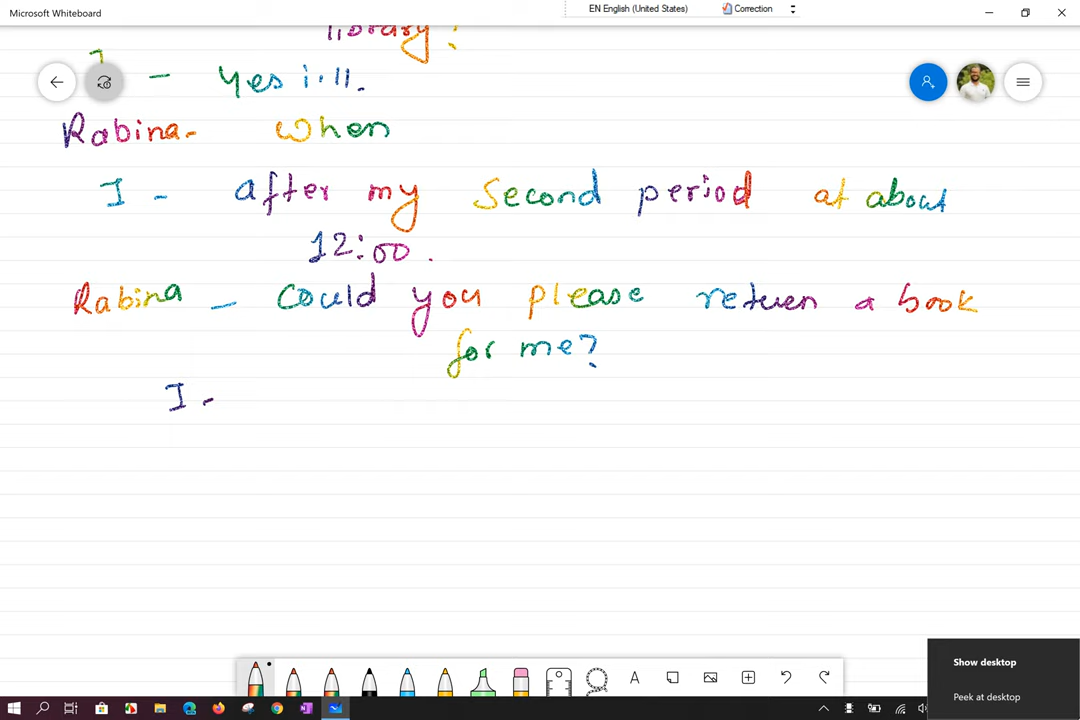 Microsoft Whiteboard
EN English (United States)
Correction
library?
I - Yes i'll.
Rabina- When
I - after my Second period at about
12:00.
Rabina - Could you please return a book
for me?
I -
Show desktop
Peek at desktop